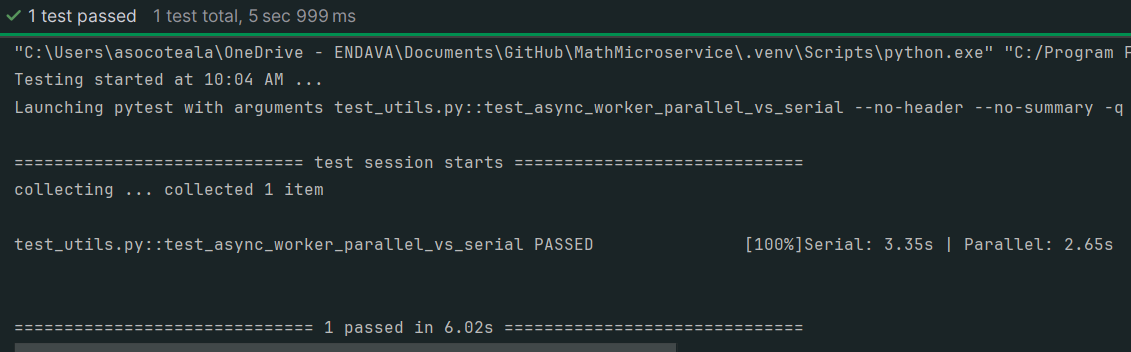 ✓ 1 test passed 1 test total, 5 sec 999 ms
"C:\Users\asocoteala\OneDrive - ENDAVA\Documents\GitHub\MathMicroservice\.venv\Scripts\python.exe" "C:/Program
Testing started at 10:04 AM ...
Launching pytest with arguments test_utils.py::test_async_worker_parallel_vs_serial --no-header --no-summary -q
============================= test session starts =============================
collecting ... collected 1 item
test_utils.py::test_async_worker_parallel_vs_serial PASSED [100%]Serial: 3.35s | Parallel: 2.65s
============================== 1 passed in 6.02s ==============================